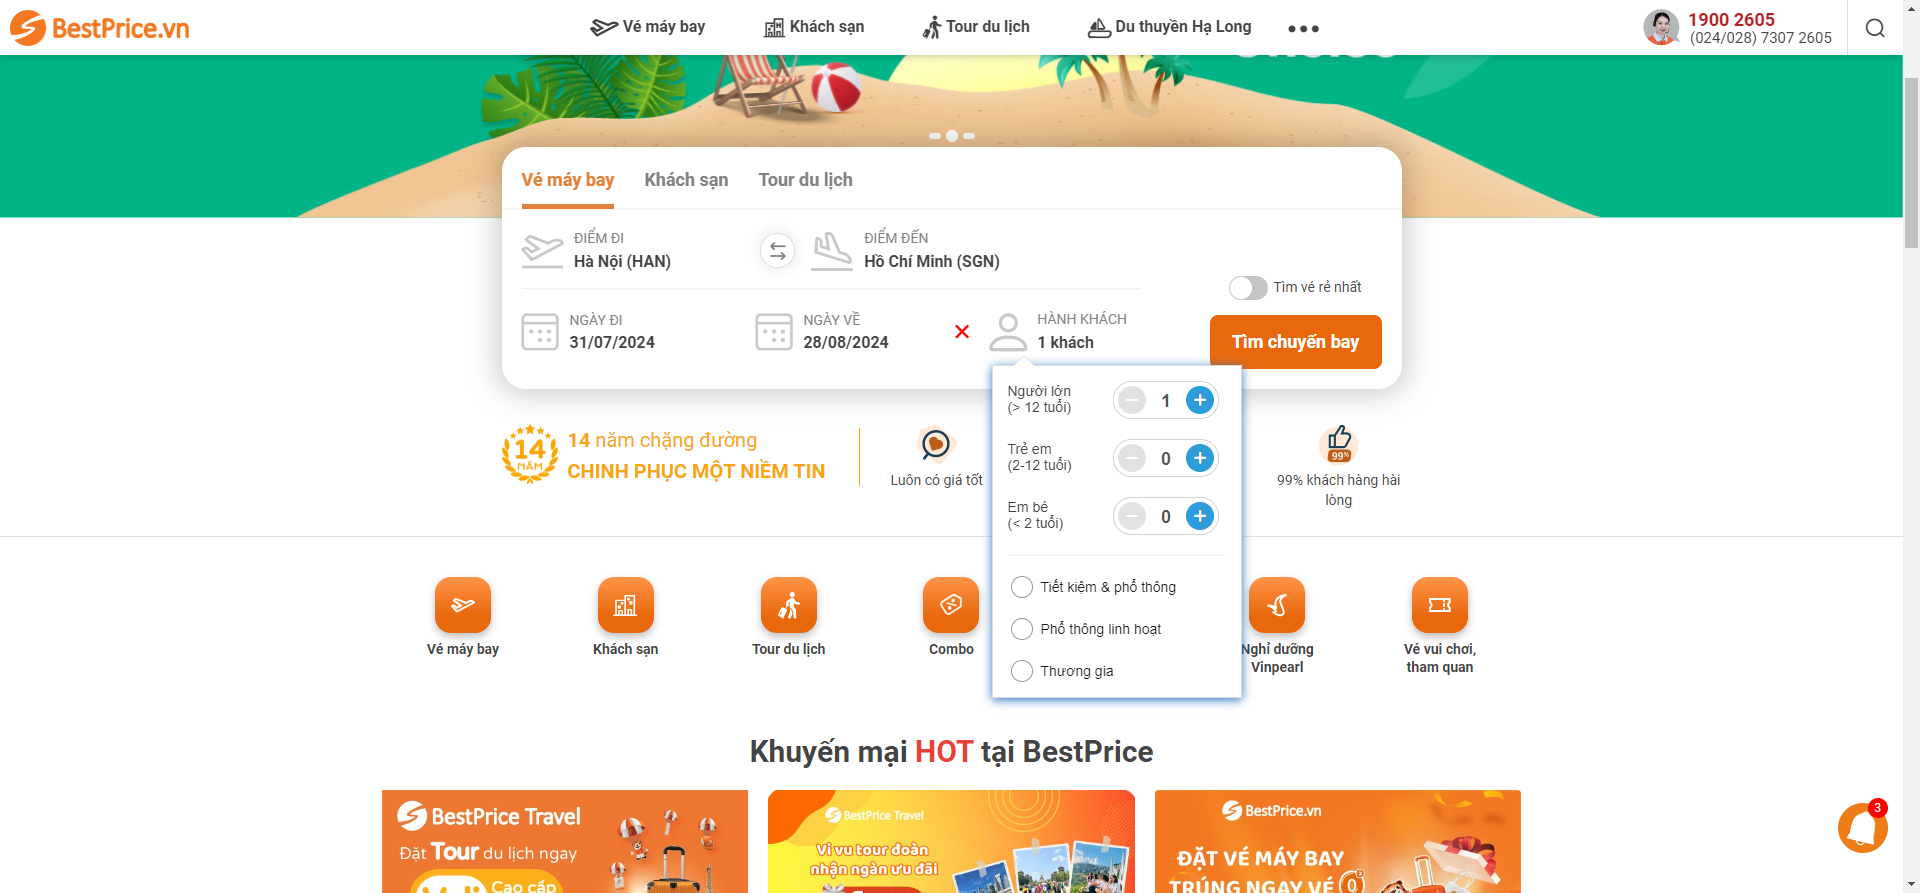 BestPrice.vn
Vé máy bay
Khách sạn
Tour du lịch
Du thuyền Hạ Long
1900 2605
(024/028) 7307 2605
Vé máy bay
Khách sạn
Tour du lịch
ĐIỂM ĐI
Hà Nội (HAN)
ĐIỂM ĐẾN
Hồ Chí Minh (SGN)
Tìm vé rẻ nhất
NGÀY ĐI
31/07/2024
NGÀY VỀ
28/08/2024
HÀNH KHÁCH
1 khách
Tìm chuyến bay
Người lớn
(> 12 tuổi)
1
Trẻ em
(2-12 tuổi)
0
Em bé
(< 2 tuổi)
0
Tiết kiệm & phổ thông
Phổ thông linh hoạt
Thương gia
14
NĂM
14 năm chặng đường
CHINH PHỤC MỘT NIỀM TIN
Luôn có giá tốt
99%
99% khách hàng hài
lòng
Vé máy bay
Khách sạn
Tour du lịch
Combo
Nghỉ dưỡng
Vinpearl
Vé vui chơi,
tham quan
Khuyến mại HOT tại BestPrice
BestPrice Travel
Đặt Tour du lịch ngay
Cao cấp
BestPrice Travel
Vi vu tour đoàn
nhận ngàn ưu đãi
BestPrice.vn
ĐẶT VÉ MÁY BAY
TRÚNG NGAY VÉ 0
3